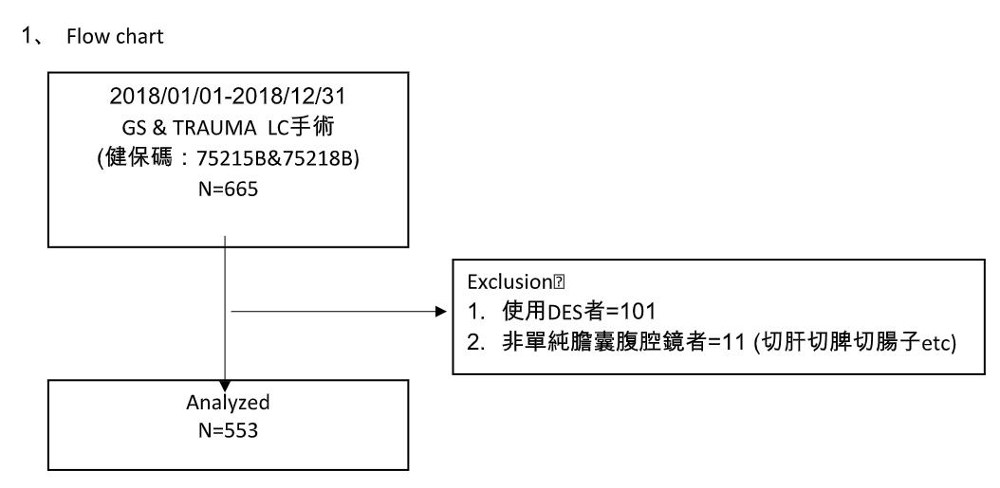 1、 Flow chart
2018/01/01-2018/12/31
GS & TRAUMA LC手術
(健保碼：75215B&75218B)
N=665
Exclusion
1. 使用DES者=101
2. 非單純膽囊腹腔鏡者=11 (切肝切脾切腸子etc)
Analyzed
N=553